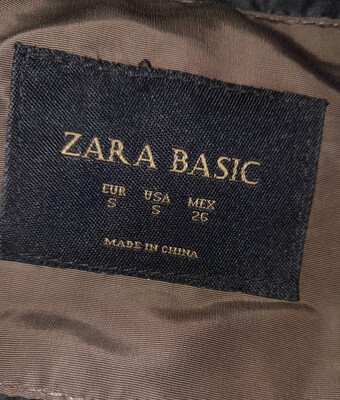 ZARA BASIC
EUR USA MEX
S S 26
MADE IN CHINA